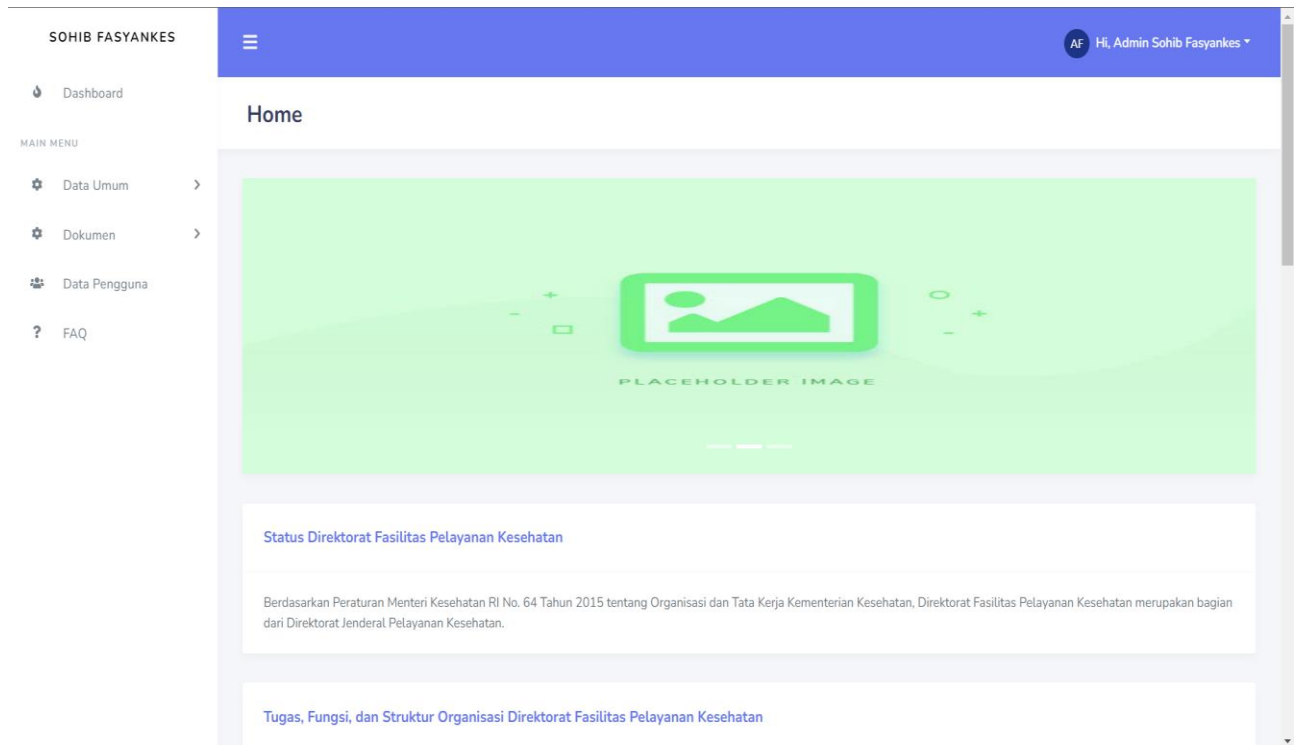 SOHIB FASYANKES
Dashboard
MAIN MENU
Data Umum
Dokumen
Data Pengguna
? FAQ
AF Hi, Admin Sohib Fasyankes
Home
PLACEHOLDER IMAGE
Status Direktorat Fasilitas Pelayanan Kesehatan
Berdasarkan Peraturan Menteri Kesehatan RI No. 64 Tahun 2015 tentang Organisasi dan Tata Kerja Kementerian Kesehatan, Direktorat Fasilitas Pelayanan Kesehatan merupakan bagian
dari Direktorat Jenderal Pelayanan Kesehatan.
Tugas, Fungsi, dan Struktur Organisasi Direktorat Fasilitas Pelayanan Kesehatan